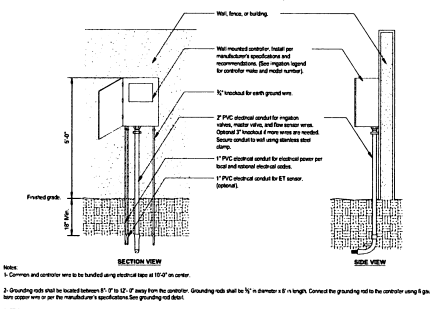 Wall, fence, or building.
Wall mounted controller. Install per
manufacturer's specifications and
recommendations. (See irrigation legend
for controller make and model number).
¾" knockout for earth ground wire.
2" PVC electrical conduit for irrigation
valves, master valve, and flow sensor wires.
Optional 3" knockout if more wires are needed.
Secure conduit to wall using stainless steel
clamp.
1" PVC electrical conduit for electrical power per
local and national electrical codes.
1" PVC electrical conduit for ET sensor.
(optional).
5'-0"
Finished grade.
18" Min.
SECTION VIEW
SIDE VIEW
Notes:
1- Common and controller wire to be bundled using electrical tape at 10'-0" on center.
2- Grounding rods shall be located between 8'- 0" to 12'- 0" away from the controller. Grounding rods shall be ⅝" in diameter x 8' in length. Connect the grounding rod to the controller using 6 gau
bare copper wire or per the manufacturer's specifications. See grounding rod detail.